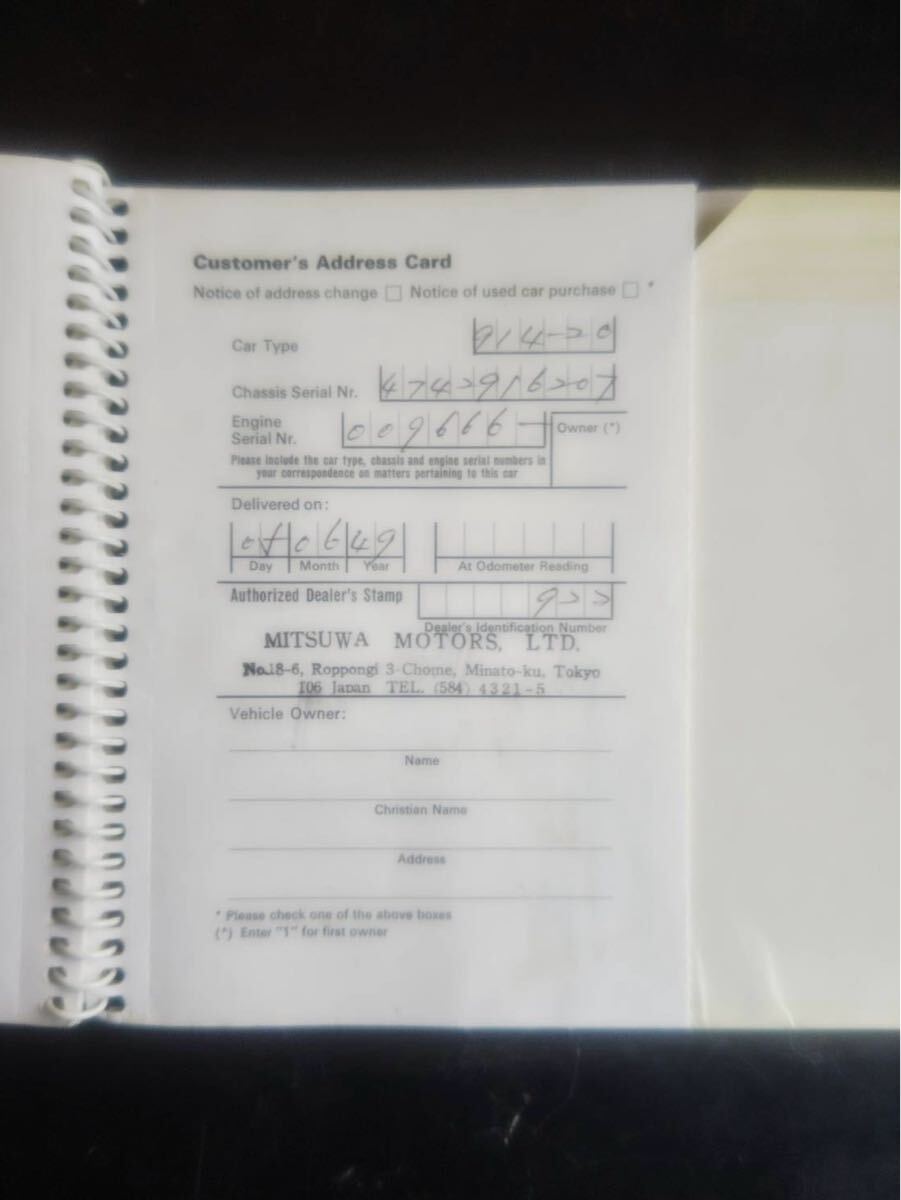 Customer's Address Card
Notice of address change Notice of used car purchase *
Car Type 914-20
Chassis Serial Nr. 4742916207
Engine
Serial Nr. 009666-
Owner (*)
Please include the car type, chassis and engine serial numbers in
your correspondence on matters pertaining to this car
Delivered on:
06 49
Day Month Year At Odometer Reading
Authorized Dealer's Stamp 922
Dealer's Identification Number
MITSUWA MOTORS, LTD.
No.18-6, Roppongi 3-Chome, Minato-ku, Tokyo
106 Japan TEL. (584) 4321-5
Vehicle Owner:
Name
Christian Name
Address
* Please check one of the above boxes
(*) Enter "1" for first owner